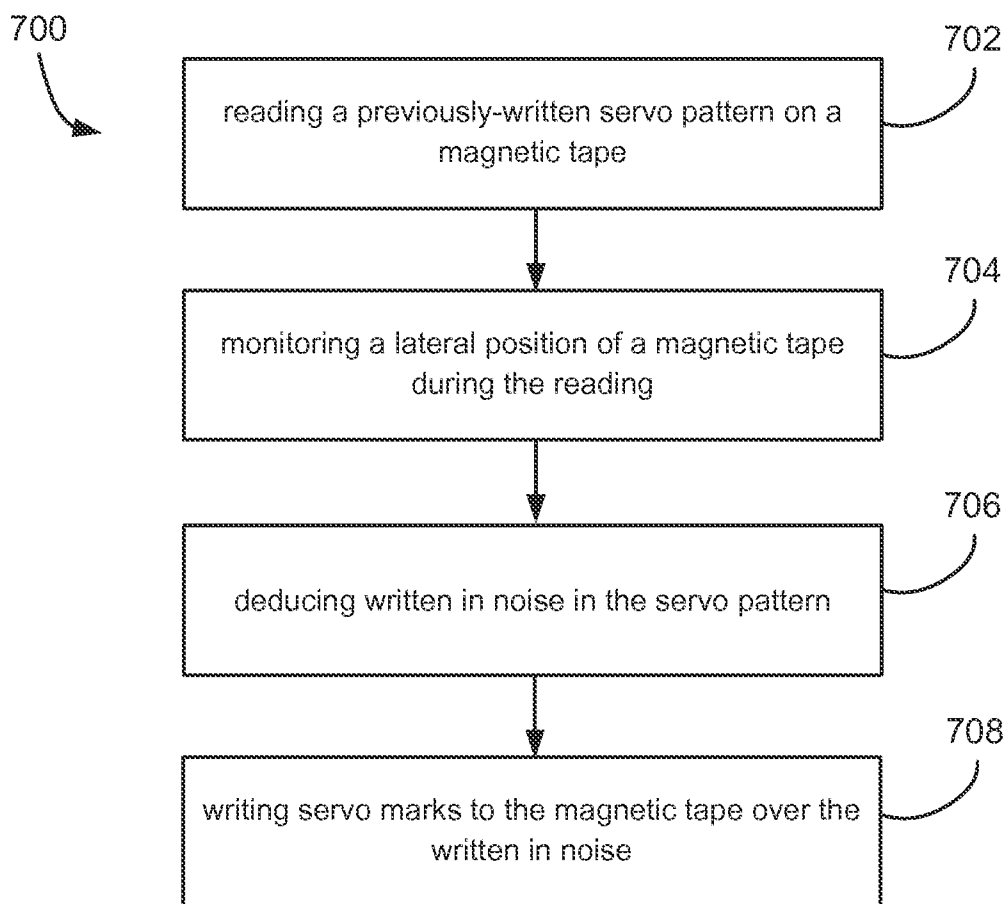 700
702
reading a previously-written servo pattern on a
magnetic tape
704
monitoring a lateral position of a magnetic tape
during the reading
706
deducing written in noise in the servo pattern
708
writing servo marks to the magnetic tape over the
written in noise